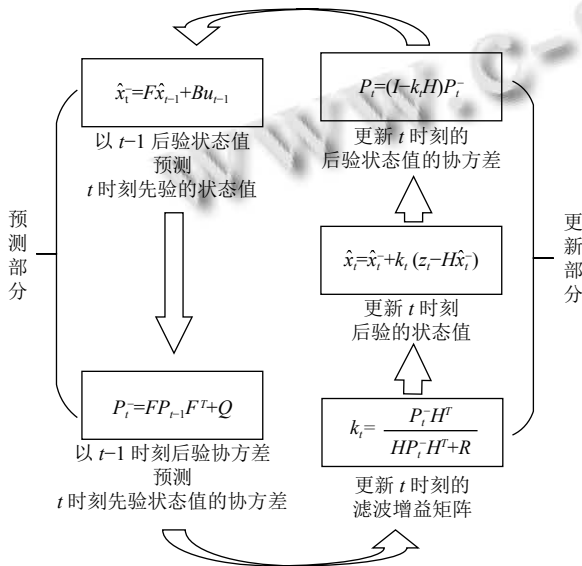 x̂ₜ⁻=Fx̂ₜ₋₁+Buₜ₋₁
以 t−1 后验状态值
预测
t 时刻先验的状态值
预测部分
Pₜ⁻=FPₜ₋₁Fᵀ+Q
以 t−1 时刻后验协方差
预测
t 时刻先验状态值的协方差
Pₜ=(I−kₜH)Pₜ⁻
更新 t 时刻的
后验状态值的协方差
x̂ₜ=x̂ₜ⁻+kₜ (zₜ−Hx̂ₜ⁻)
更新 t 时刻
后验的状态值
更新部分
kₜ= Pₜ⁻Hᵀ / HPₜ⁻Hᵀ+R
更新 t 时刻的
滤波增益矩阵
www.c-